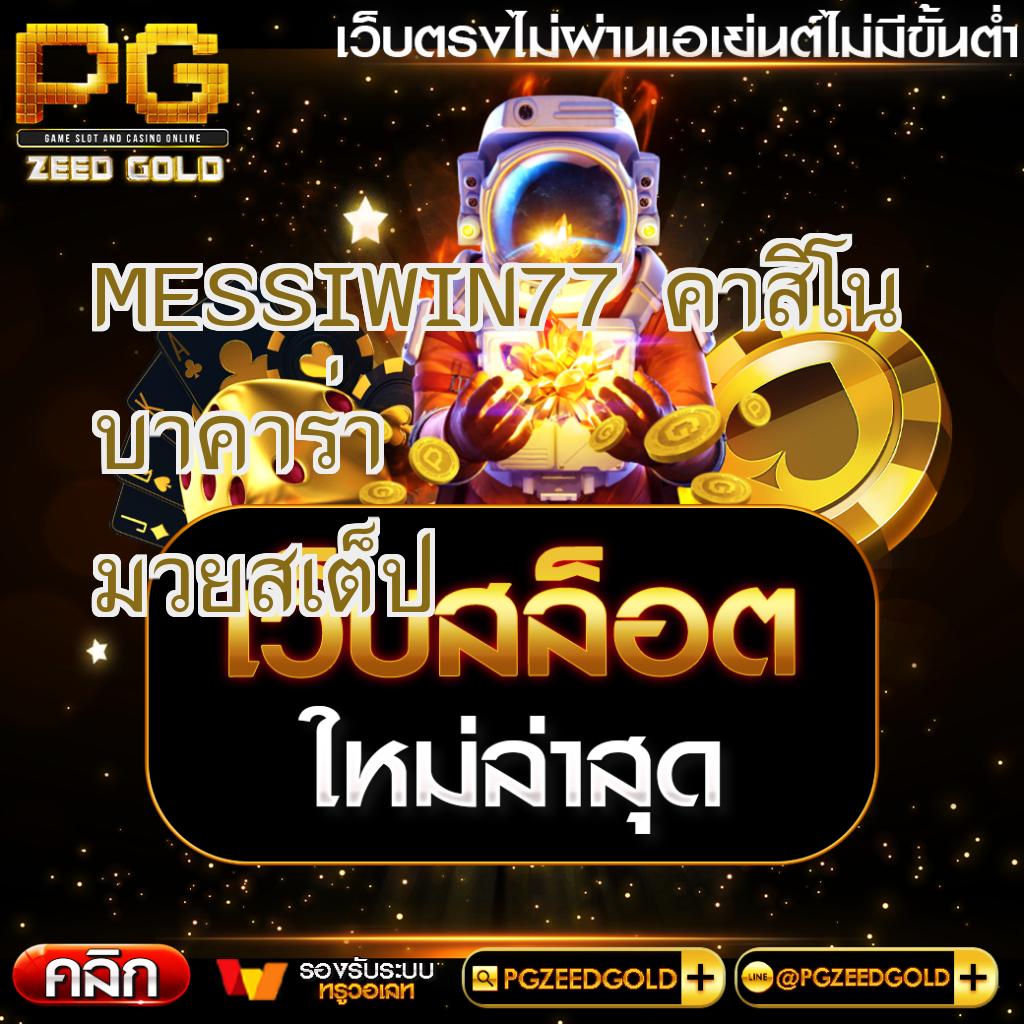 เว็บตรงไม่ผ่านเอเย่นต์ไม่มีขั้นต่ำ
PG
GAME SLOT AND CASINO ONLINE
ZEED GOLD
MESSIWIN77 คาสิโน
บาคาร่า
มวยสเต็ป
เว็บสล็อต
ใหม่ล่าสุด
คลิก
รองรับระบบ
ทรูวอเลท
PGZEEDGOLD +
LINE @PGZEEDGOLD +